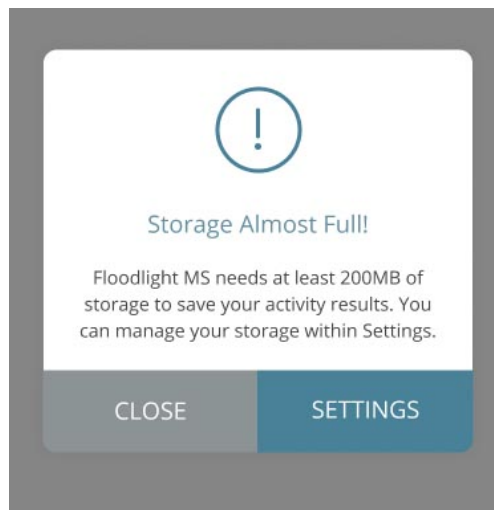 Storage Almost Full!
Floodlight MS needs at least 200MB of
storage to save your activity results. You
can manage your storage within Settings.
CLOSE SETTINGS